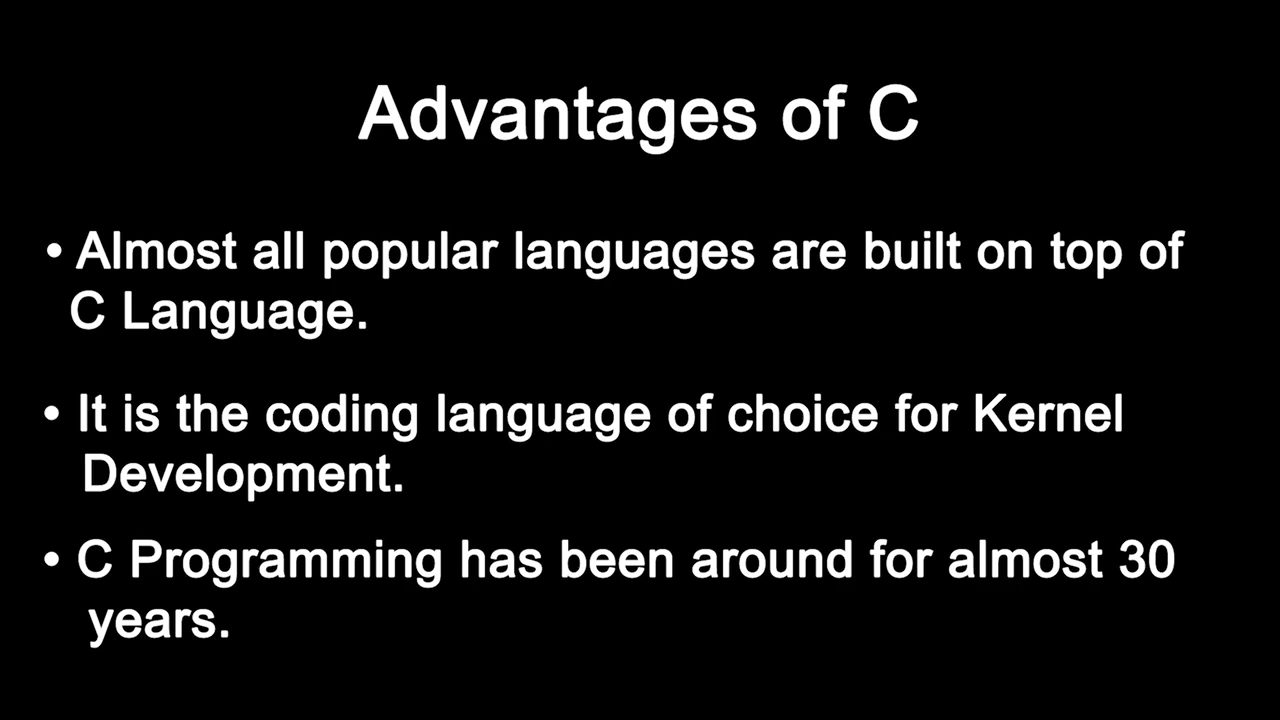 Advantages of C
• Almost all popular languages are built on top of
C Language.
• It is the coding language of choice for Kernel
Development.
• C Programming has been around for almost 30
years.